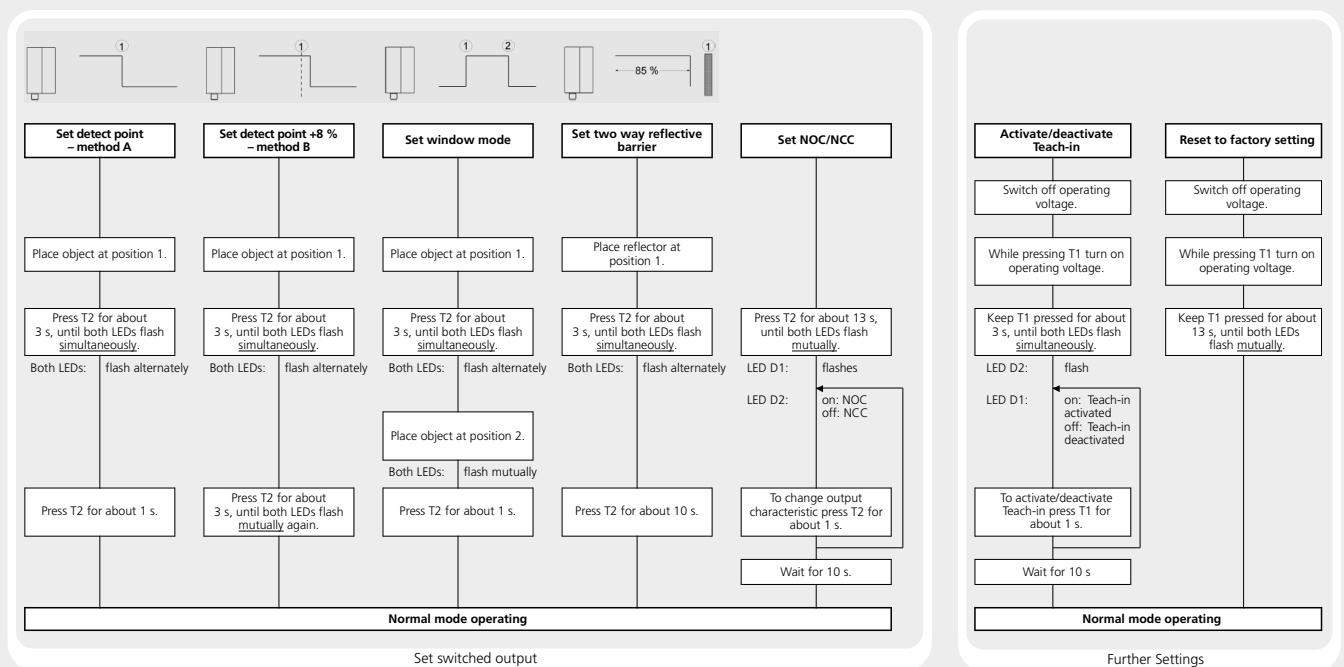 1
1
1 2
85 %
1
Set detect point
– method A
Place object at position 1.
Press T2 for about
3 s, until both LEDs flash
simultaneously.
Both LEDs: flash alternately
Press T2 for about 1 s.
Set detect point +8 %
– method B
Place object at position 1.
Press T2 for about
3 s, until both LEDs flash
simultaneously.
Both LEDs: flash alternately
Press T2 for about
3 s, until both LEDs flash
mutually again.
Set window mode
Place object at position 1.
Press T2 for about
3 s, until both LEDs flash
simultaneously.
Both LEDs: flash alternately
Place object at position 2.
Both LEDs: flash mutually
Press T2 for about 1 s.
Set two way reflective
barrier
Place reflector at
position 1.
Press T2 for about
3 s, until both LEDs flash
simultaneously.
Both LEDs: flash alternately
Press T2 for about 10 s.
Set NOC/NCC
Press T2 for about 13 s,
until both LEDs flash
mutually.
LED D1: flashes
LED D2: on: NOC
off: NCC
To change output
characteristic press T2 for
about 1 s.
Wait for 10 s.
Normal mode operating
Set switched output
Activate/deactivate
Teach-in
Switch off operating
voltage.
While pressing T1 turn on
operating voltage.
Keep T1 pressed for about
3 s, until both LEDs flash
simultaneously.
LED D2: flash
LED D1: on: Teach-in
activated
off: Teach-in
deactivated
To activate/deactivate
Teach-in press T1 for
about 1 s.
Wait for 10 s
Reset to factory setting
Switch off operating
voltage.
While pressing T1 turn on
operating voltage.
Keep T1 pressed for about
13 s, until both LEDs
flash mutually.
Normal mode operating
Further Settings